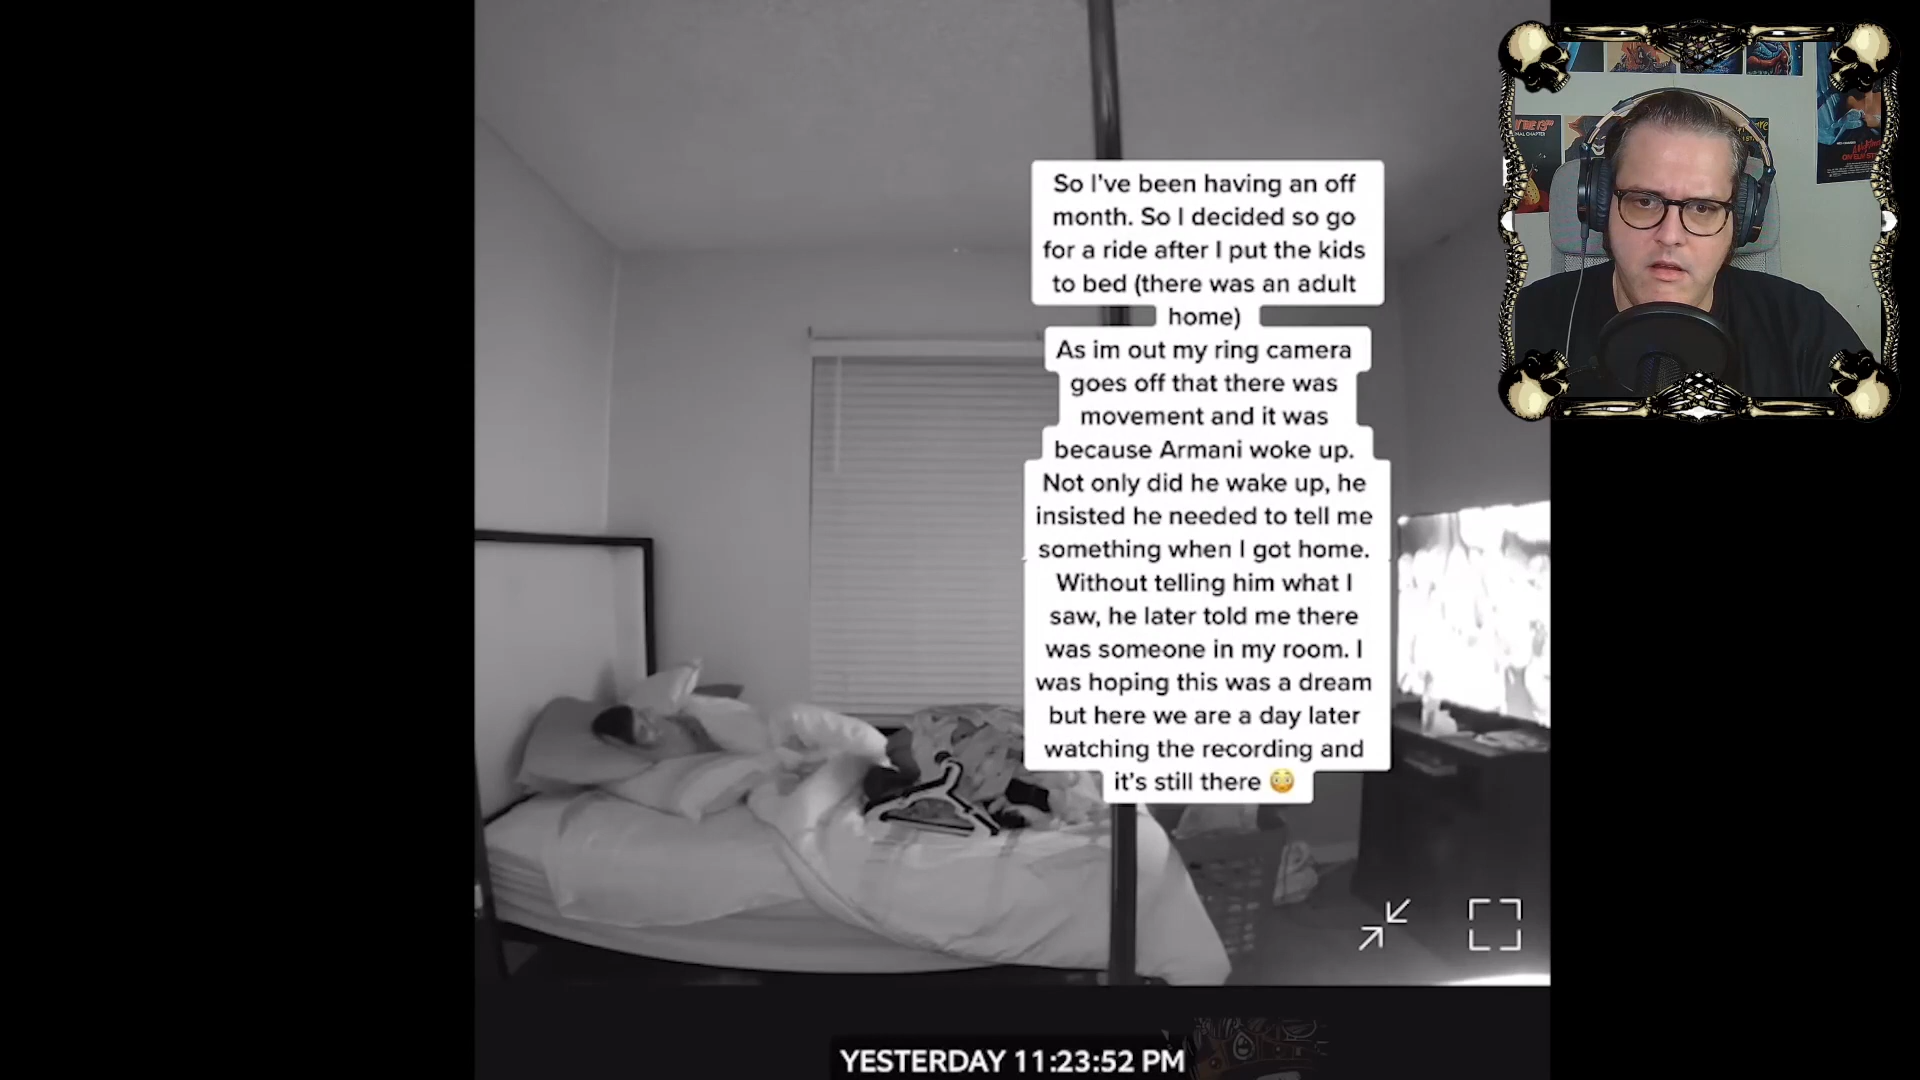 So I've been having an off
month. So I decided so go
for a ride after I put the kids
to bed (there was an adult
home)
As im out my ring camera
goes off that there was
movement and it was
because Armani woke up.
Not only did he wake up, he
insisted he needed to tell me
something when I got home.
Without telling him what I
saw, he later told me there
was someone in my room. I
was hoping this was a dream
but here we are a day later
watching the recording and
it's still there 😳
YESTERDAY 11:23:52 PM